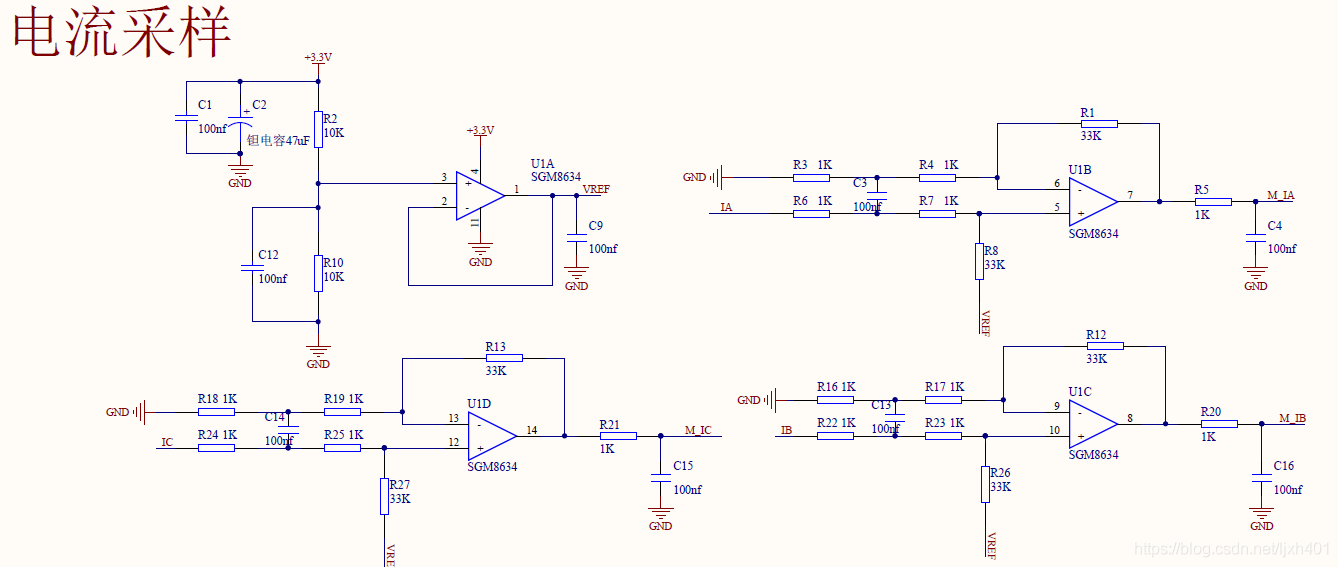 电流采样
+3.3V
C1
100nf
C2
+
钽电容47uF
GND
R2
10K
C12
100nf
R10
10K
GND
+3.3V
4
U1A
SGM8634
3
+
2
-
1
VREF
11
GND
C9
100nf
GND
R1
33K
GND
R3 1K
R4 1K
C3
100nf
IA
R6 1K
R7 1K
U1B
6
-
5
+
7
SGM8634
R5
1K
M_IA
C4
100nf
GND
R8
33K
VREF
R13
33K
GND
R18 1K
R19 1K
C14
100nf
IC
R24 1K
R25 1K
U1D
13
-
12
+
14
SGM8634
R21
1K
M_IC
C15
100nf
GND
R27
33K
VREF
R12
33K
GND
R16 1K
R17 1K
C13
100nf
IB
R22 1K
R23 1K
U1C
9
-
10
+
8
SGM8634
R20
1K
M_IB
C16
100nf
GND
R26
33K
VREF
https://blog.csdn.net/ljxh401